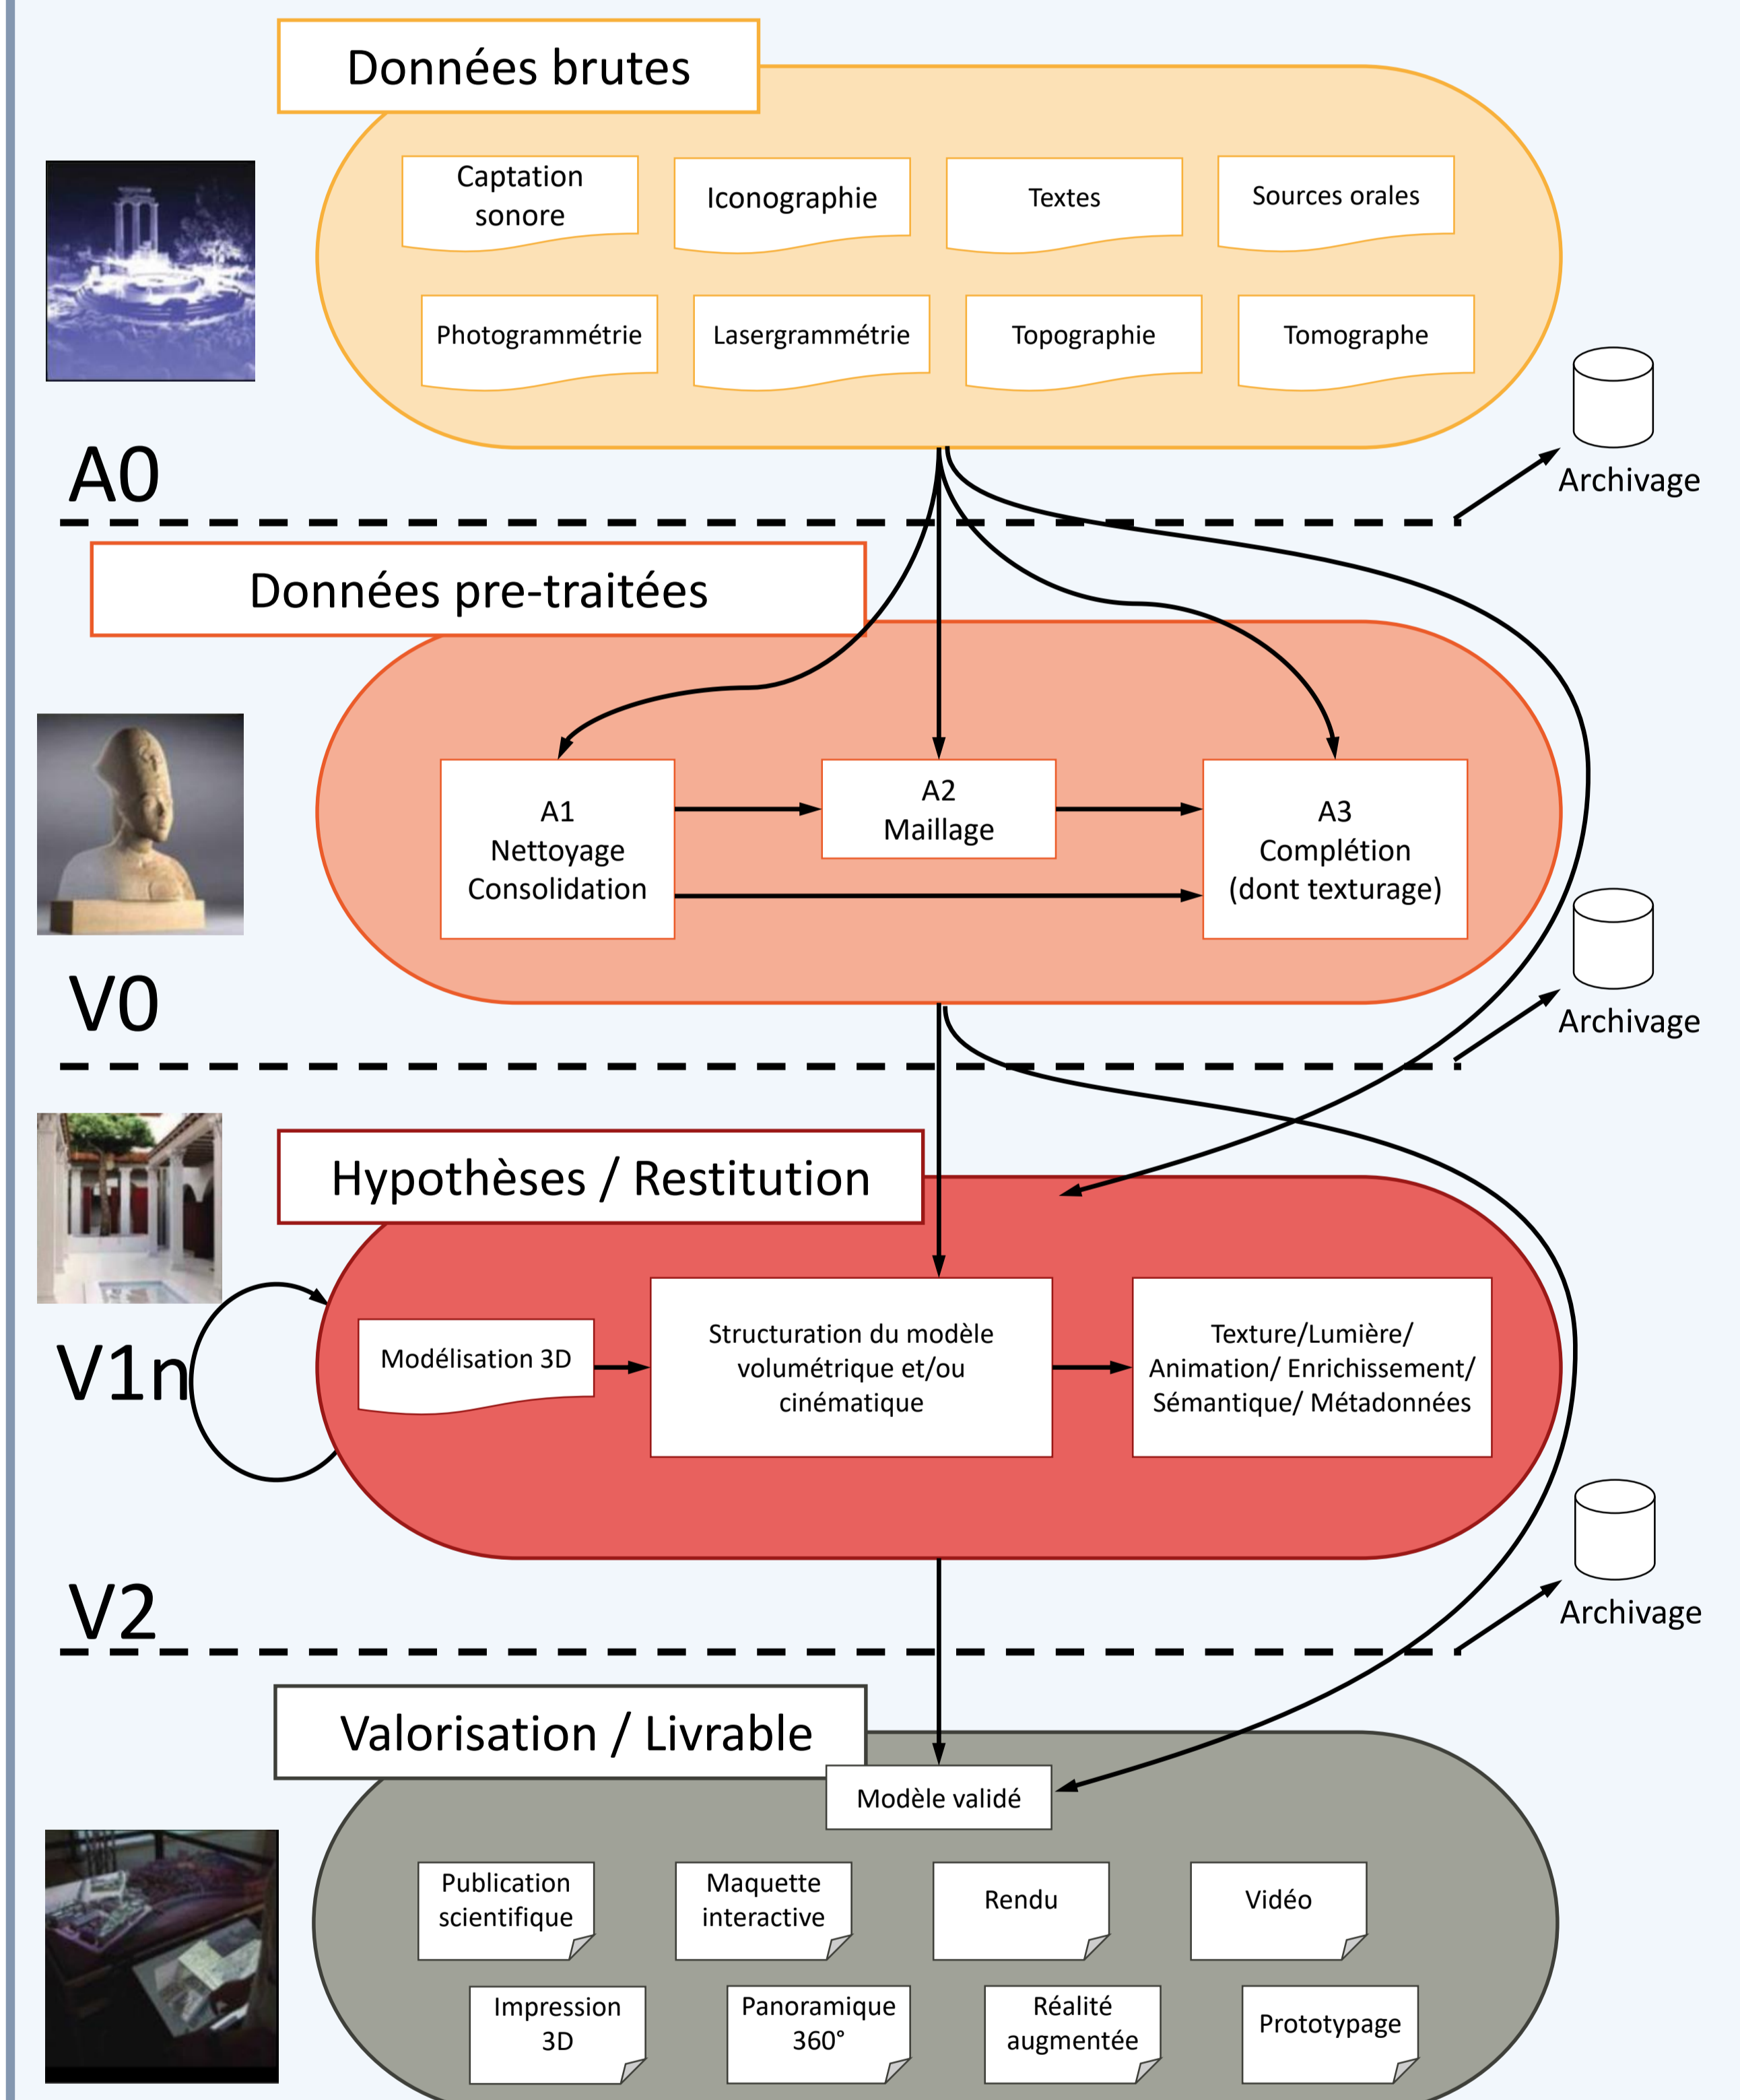 Données brutes
Captation
sonore
Iconographie
Textes
Sources orales
Photogrammétrie
Lasergrammétrie
Topographie
Tomographe
A0
Archivage
Données pre-traitées
A1
Nettoyage
Consolidation
A2
Maillage
A3
Complétion
(dont texturage)
V0
Archivage
Hypothèses / Restitution
V1n
Modélisation 3D
Structuration du modèle
volumétrique et/ou
cinématique
Texture/Lumière/
Animation/ Enrichissement/
Sémantique/ Métadonnées
V2
Archivage
Valorisation / Livrable
Modèle validé
Publication
scientifique
Maquette
interactive
Rendu
Vidéo
Impression
3D
Panoramique
360°
Réalité
augmentée
Prototypage